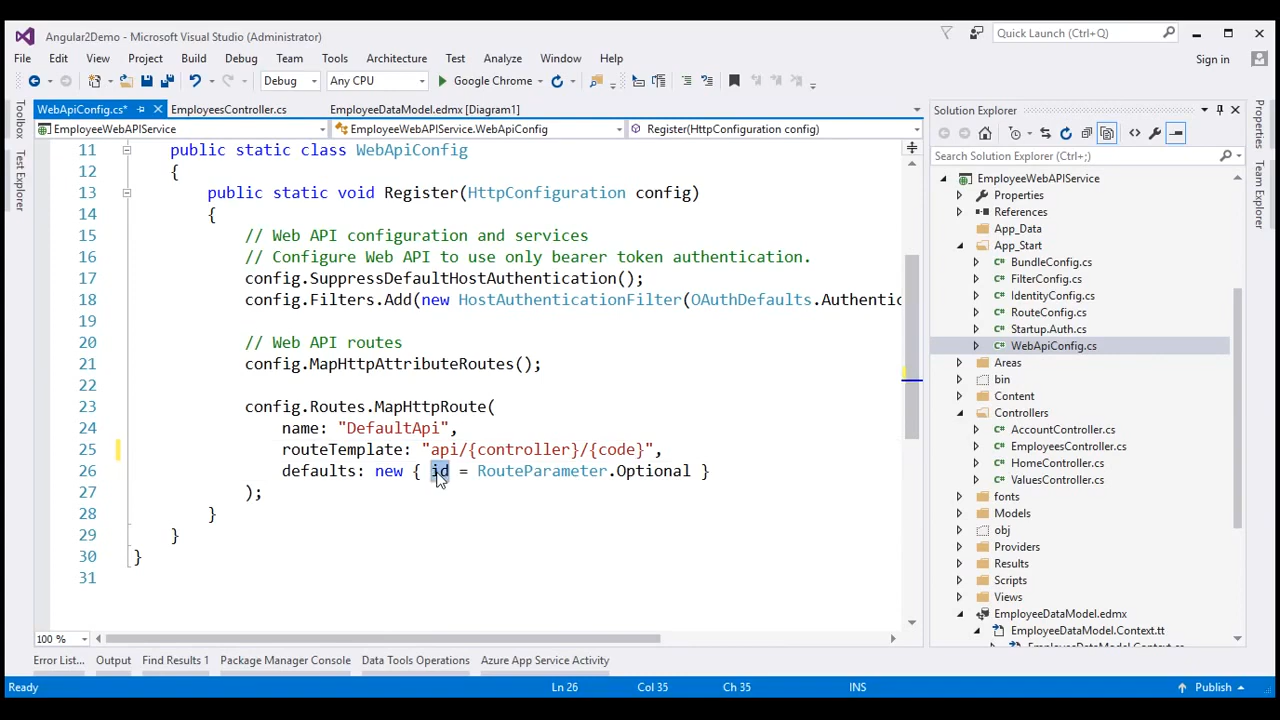 Angular2Demo - Microsoft Visual Studio (Administrator)
Quick Launch (Ctrl+Q)
File Edit View Project Build Debug Team Tools Architecture Test Analyze Window Help
Sign in
Debug Any CPU Google Chrome
WebApiConfig.cs* EmployeesController.cs EmployeeDataModel.edmx [Diagram1]
EmployeeWebAPIService EmployeeWebAPIService.WebApiConfig Register(HttpConfiguration config)
Toolbox
Test Explorer
11 public static class WebApiConfig
12 {
13 public static void Register(HttpConfiguration config)
14 {
15 // Web API configuration and services
16 // Configure Web API to use only bearer token authentication.
17 config.SuppressDefaultHostAuthentication();
18 config.Filters.Add(new HostAuthenticationFilter(OAuthDefaults.Authentic
19
20 // Web API routes
21 config.MapHttpAttributeRoutes();
22
23 config.Routes.MapHttpRoute(
24 name: "DefaultApi",
25 routeTemplate: "api/{controller}/{code}",
26 defaults: new { id = RouteParameter.Optional }
27 );
28 }
29 }
30 }
31
100 %
Solution Explorer
Search Solution Explorer (Ctrl+;)
EmployeeWebAPIService
Properties
References
App_Data
App_Start
BundleConfig.cs
FilterConfig.cs
IdentityConfig.cs
RouteConfig.cs
Startup.Auth.cs
WebApiConfig.cs
Areas
bin
Content
Controllers
AccountController.cs
EmployeesController.cs
HomeController.cs
ValuesController.cs
fonts
Models
obj
Providers
Results
Scripts
Views
EmployeeDataModel.edmx
EmployeeDataModel.Context.tt
Properties
Team Explorer
Error List... Output Find Results 1 Package Manager Console Data Tools Operations Azure App Service Activity
Ready Ln 26 Col 35 Ch 35 INS Publish